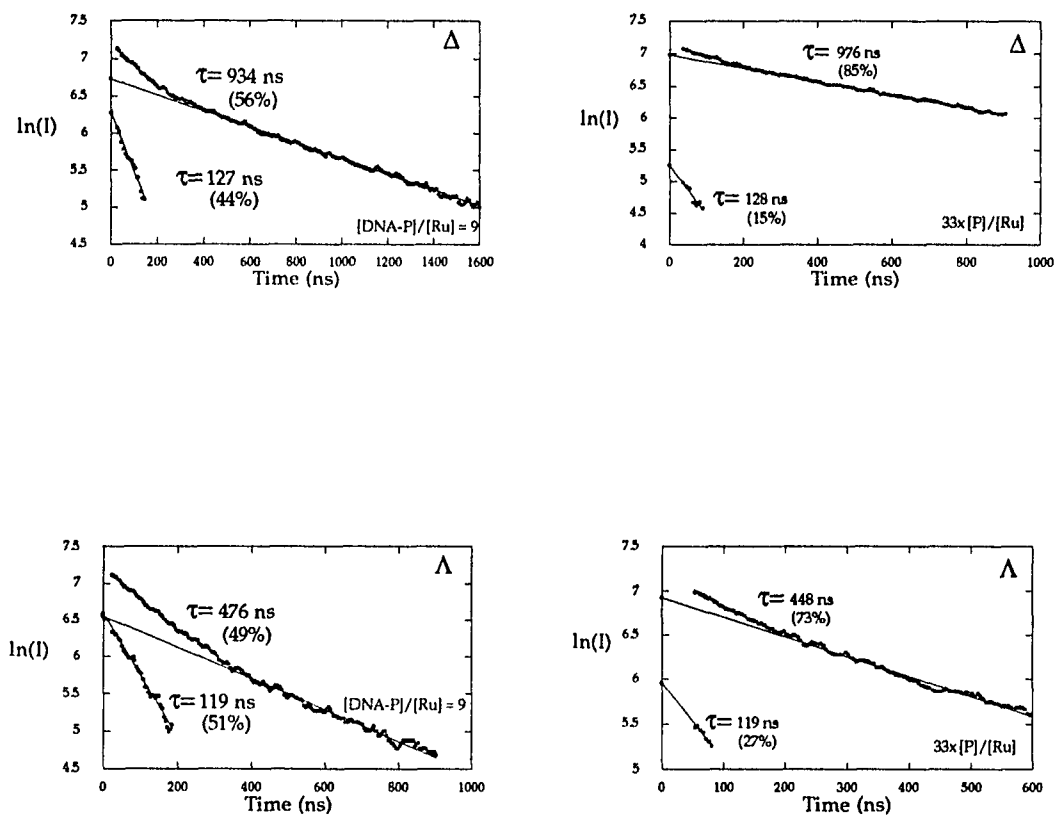 7.5
7
6.5
6
5.5
5
4.5
ln(I)
Δ
τ= 934 ns
(56%)
τ= 127 ns
(44%)
[DNA-P]/[Ru] = 9
0 200 400 600 800 1000 1200 1400 1600
Time (ns)
7.5
7
6.5
6
5.5
5
4.5
4
ln(I)
Δ
τ= 976 ns
(85%)
τ= 128 ns
(15%)
33x [P]/[Ru]
0 200 400 600 800 1000
Time (ns)
7.5
7
6.5
6
5.5
5
4.5
ln(I)
Λ
τ= 476 ns
(49%)
τ= 119 ns
(51%)
[DNA-P]/[Ru] = 9
0 200 400 600 800 1000
Time (ns)
7.5
7
6.5
6
5.5
5
ln(I)
Λ
τ= 448 ns
(73%)
τ= 119 ns
(27%)
33x [P]/[Ru]
0 100 200 300 400 500 600
Time (ns)